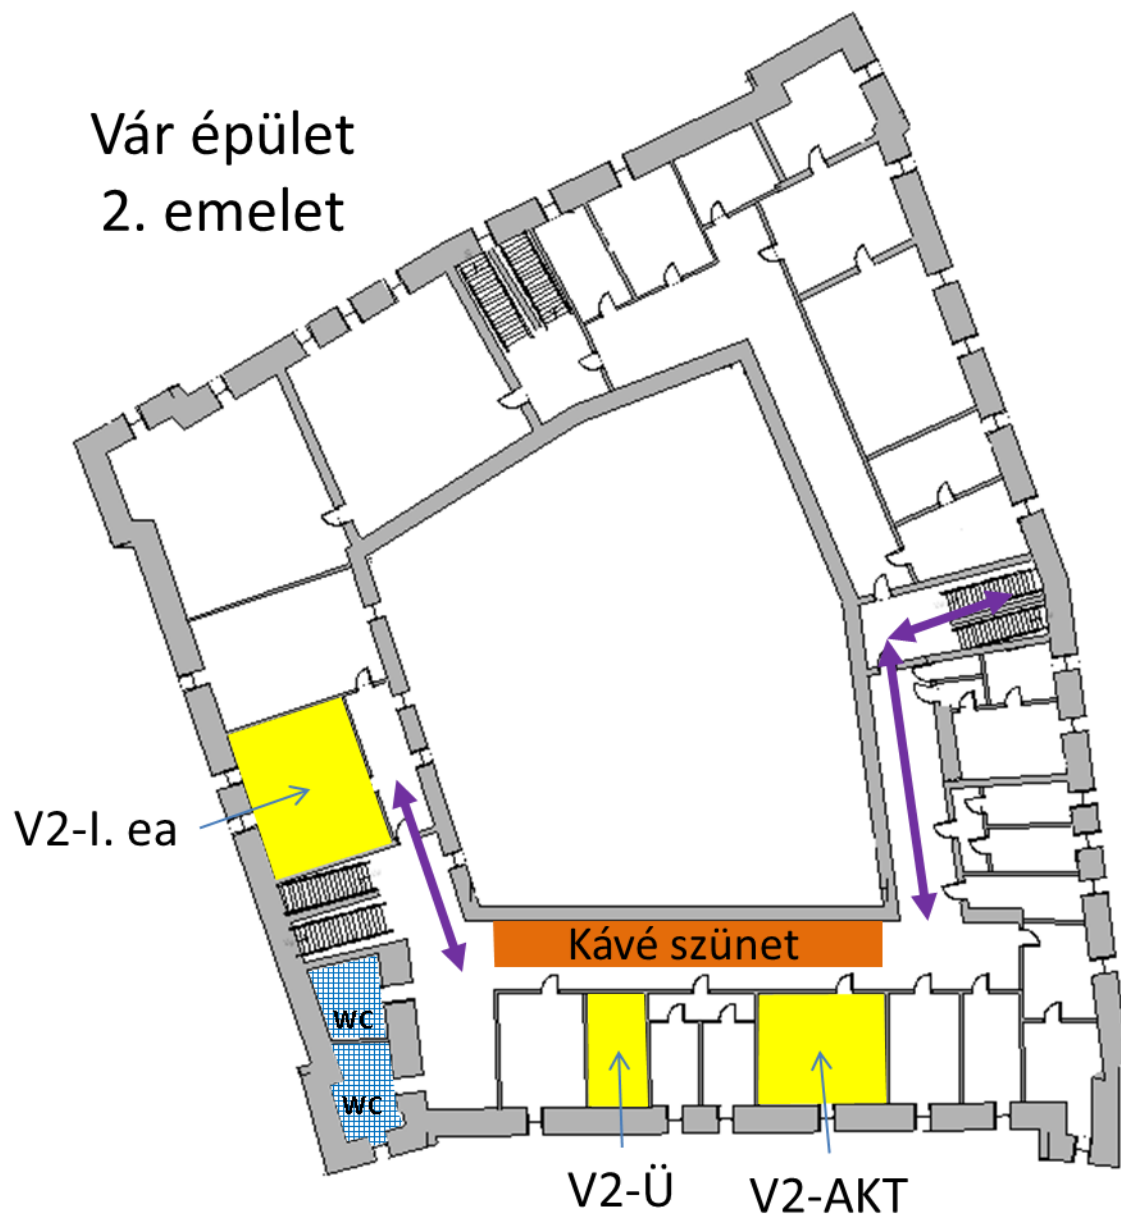 Vár épület
2. emelet
V2-I. ea
Kávé szünet
WC
WC
V2-Ü
V2-AKT